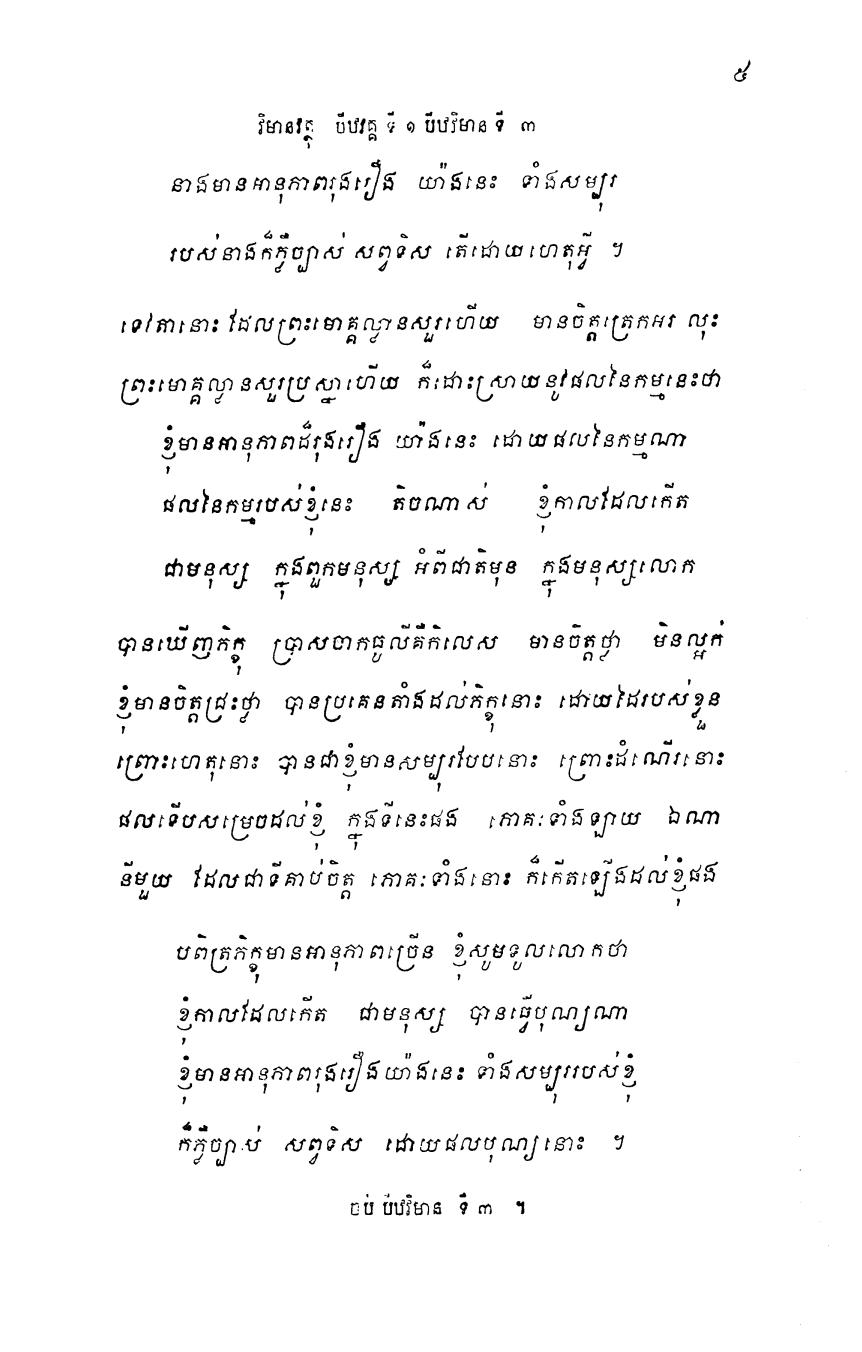 ៥
វិមានវត្ថុ បីឋវគ្គ ទី ១ បីឋវិមាន ទី ៣
នាងមានអានុភាពរុងរឿង យ៉ាងនេះ ទាំងសម្បុរ
របស់នាងក៏ភ្លឺច្បាស់ សព្វទិស តើដោយហេតុអ្វី ។
ទេវតានោះ ដែលព្រះមោគ្គល្លានសួរហើយ មានចិត្តត្រេកអរ លុះ
ព្រះមោគ្គល្លានសួរប្រស្នាហើយ ក៏ដោះស្រាយនូវផលនៃកម្មនេះថា
ខ្ញុំមានអានុភាពដ៏រុងរឿង យ៉ាងនេះ ដោយផលនៃកម្មណា
ផលនៃកម្មរបស់ខ្ញុំនេះ តិចណាស់ ខ្ញុំកាលដែលកើត
ជាមនុស្ស ក្នុងពួកមនុស្ស អំពីជាតិមុន ក្នុងមនុស្សលោក
បានឃើញភិក្ខុ ប្រាសចាកធូលីគឺកិលេស មានចិត្តថ្លា មិនល្អក់
ខ្ញុំមានចិត្តជ្រះថ្លា បានប្រគេនតាំងដល់ភិក្ខុនោះ ដោយដៃរបស់ខ្លួន
ព្រោះហេតុនោះ បានជាខ្ញុំមានសម្បុរបែបនោះ ព្រោះដំណើរនោះ
ផលទើបសម្រេចដល់ខ្ញុំ ក្នុងទីនេះផង ភោគៈទាំងឡាយ ឯណា
នីមួយ ដែលជាទីគាប់ចិត្ត ភោគៈទាំងនោះ ក៏កើតឡើងដល់ខ្ញុំផង
បពិត្រភិក្ខុមានអានុភាពច្រើន ខ្ញុំសូមទូលលោកថា
ខ្ញុំកាលដែលកើត ជាមនុស្ស បានធ្វើបុណ្យណា
ខ្ញុំមានអានុភាពរុងរឿងយ៉ាងនេះ ទាំងសម្បុររបស់ខ្ញុំ
ក៏ភ្លឺច្បាស់ សព្វទិស ដោយផលបុណ្យនោះ ។
ចប់ បីឋវិមាន ទី ៣ ។